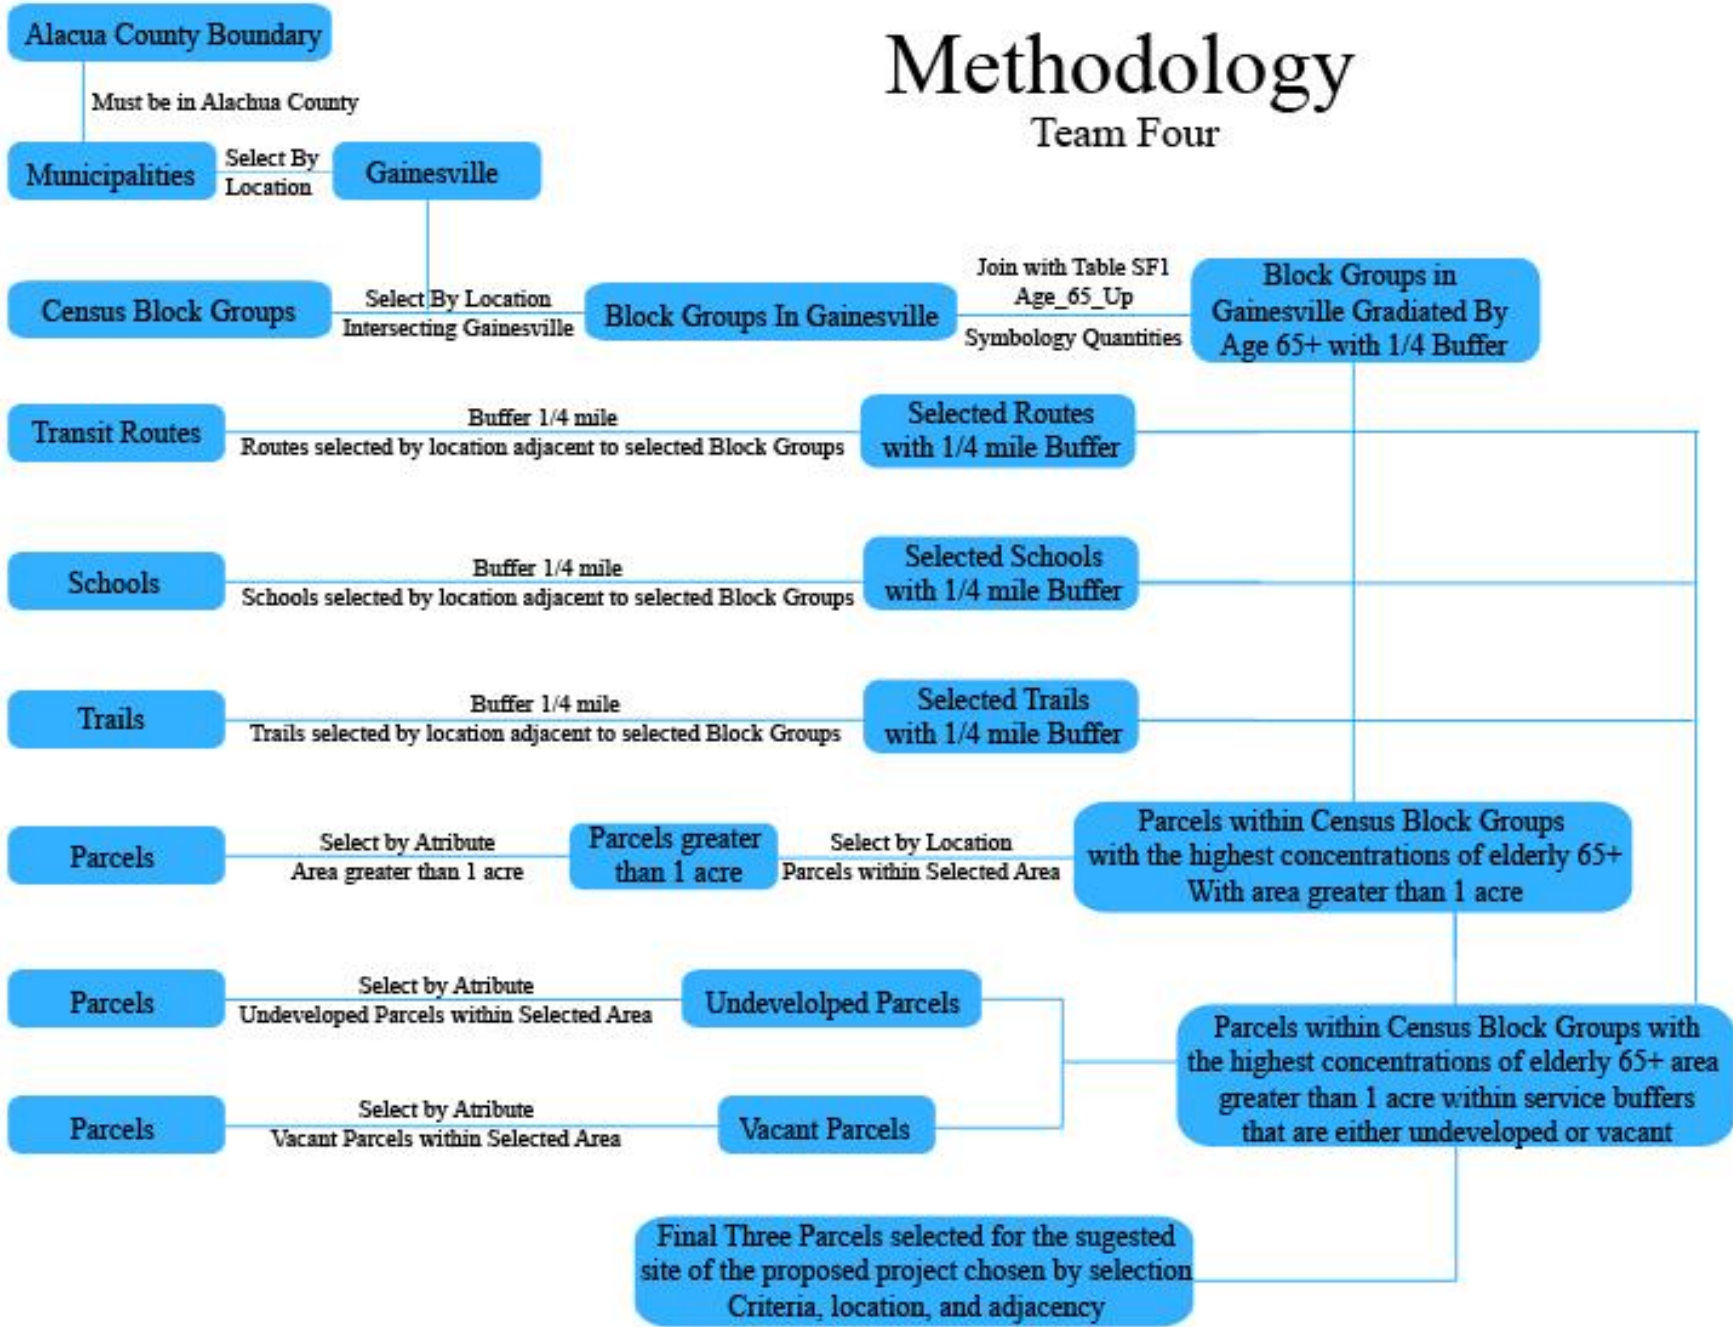 Methodology
Team Four
Alacua County Boundary
Must be in Alachua County
Municipalities
Select By
Location
Gainesville
Census Block Groups
Select By Location
Intersecting Gainesville
Block Groups In Gainesville
Join with Table SF1
Age_65_Up
Symbology Quantities
Block Groups in
Gainesville Gradiated By
Age 65+ with 1/4 Buffer
Transit Routes
Buffer 1/4 mile
Routes selected by location adjacent to selected Block Groups
Selected Routes
with 1/4 mile Buffer
Schools
Buffer 1/4 mile
Schools selected by location adjacent to selected Block Groups
Selected Schools
with 1/4 mile Buffer
Trails
Buffer 1/4 mile
Trails selected by location adjacent to selected Block Groups
Selected Trails
with 1/4 mile Buffer
Parcels
Select by Atribute
Area greater than 1 acre
Parcels greater
than 1 acre
Select by Location
Parcels within Selected Area
Parcels within Census Block Groups
with the highest concentrations of elderly 65+
With area greater than 1 acre
Parcels
Select by Atribute
Undeveloped Parcels within Selected Area
Undevelolped Parcels
Parcels
Select by Atribute
Vacant Parcels within Selected Area
Vacant Parcels
Parcels within Census Block Groups with
the highest concentrations of elderly 65+ area
greater than 1 acre within service buffers
that are either undeveloped or vacant
Final Three Parcels selected for the sugested
site of the proposed project chosen by selection
Criteria, location, and adjacency